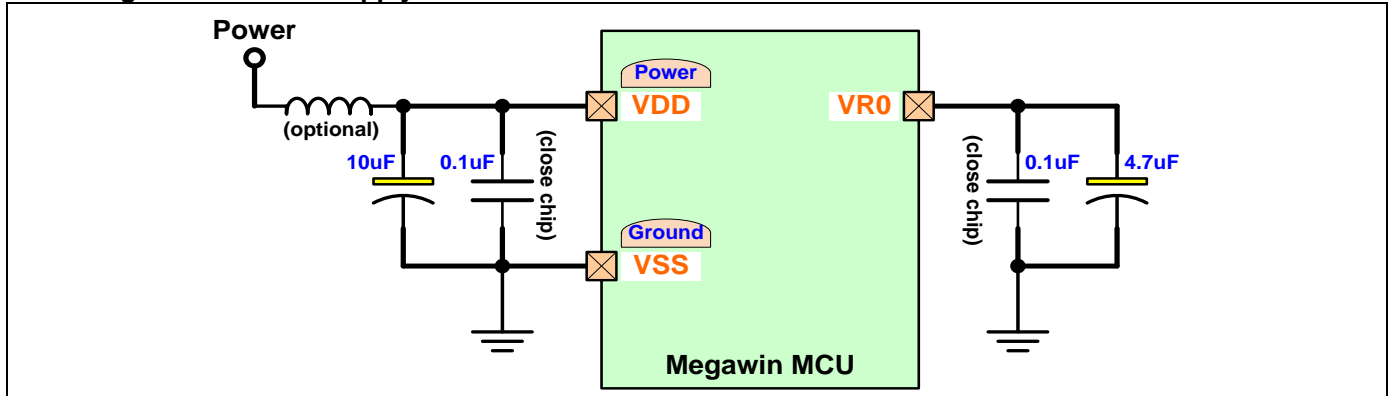 Power
Power
VDD
VR0
(optional)
10uF
0.1uF
(close chip)
(close chip)
0.1uF
4.7uF
Ground
VSS
Megawin MCU